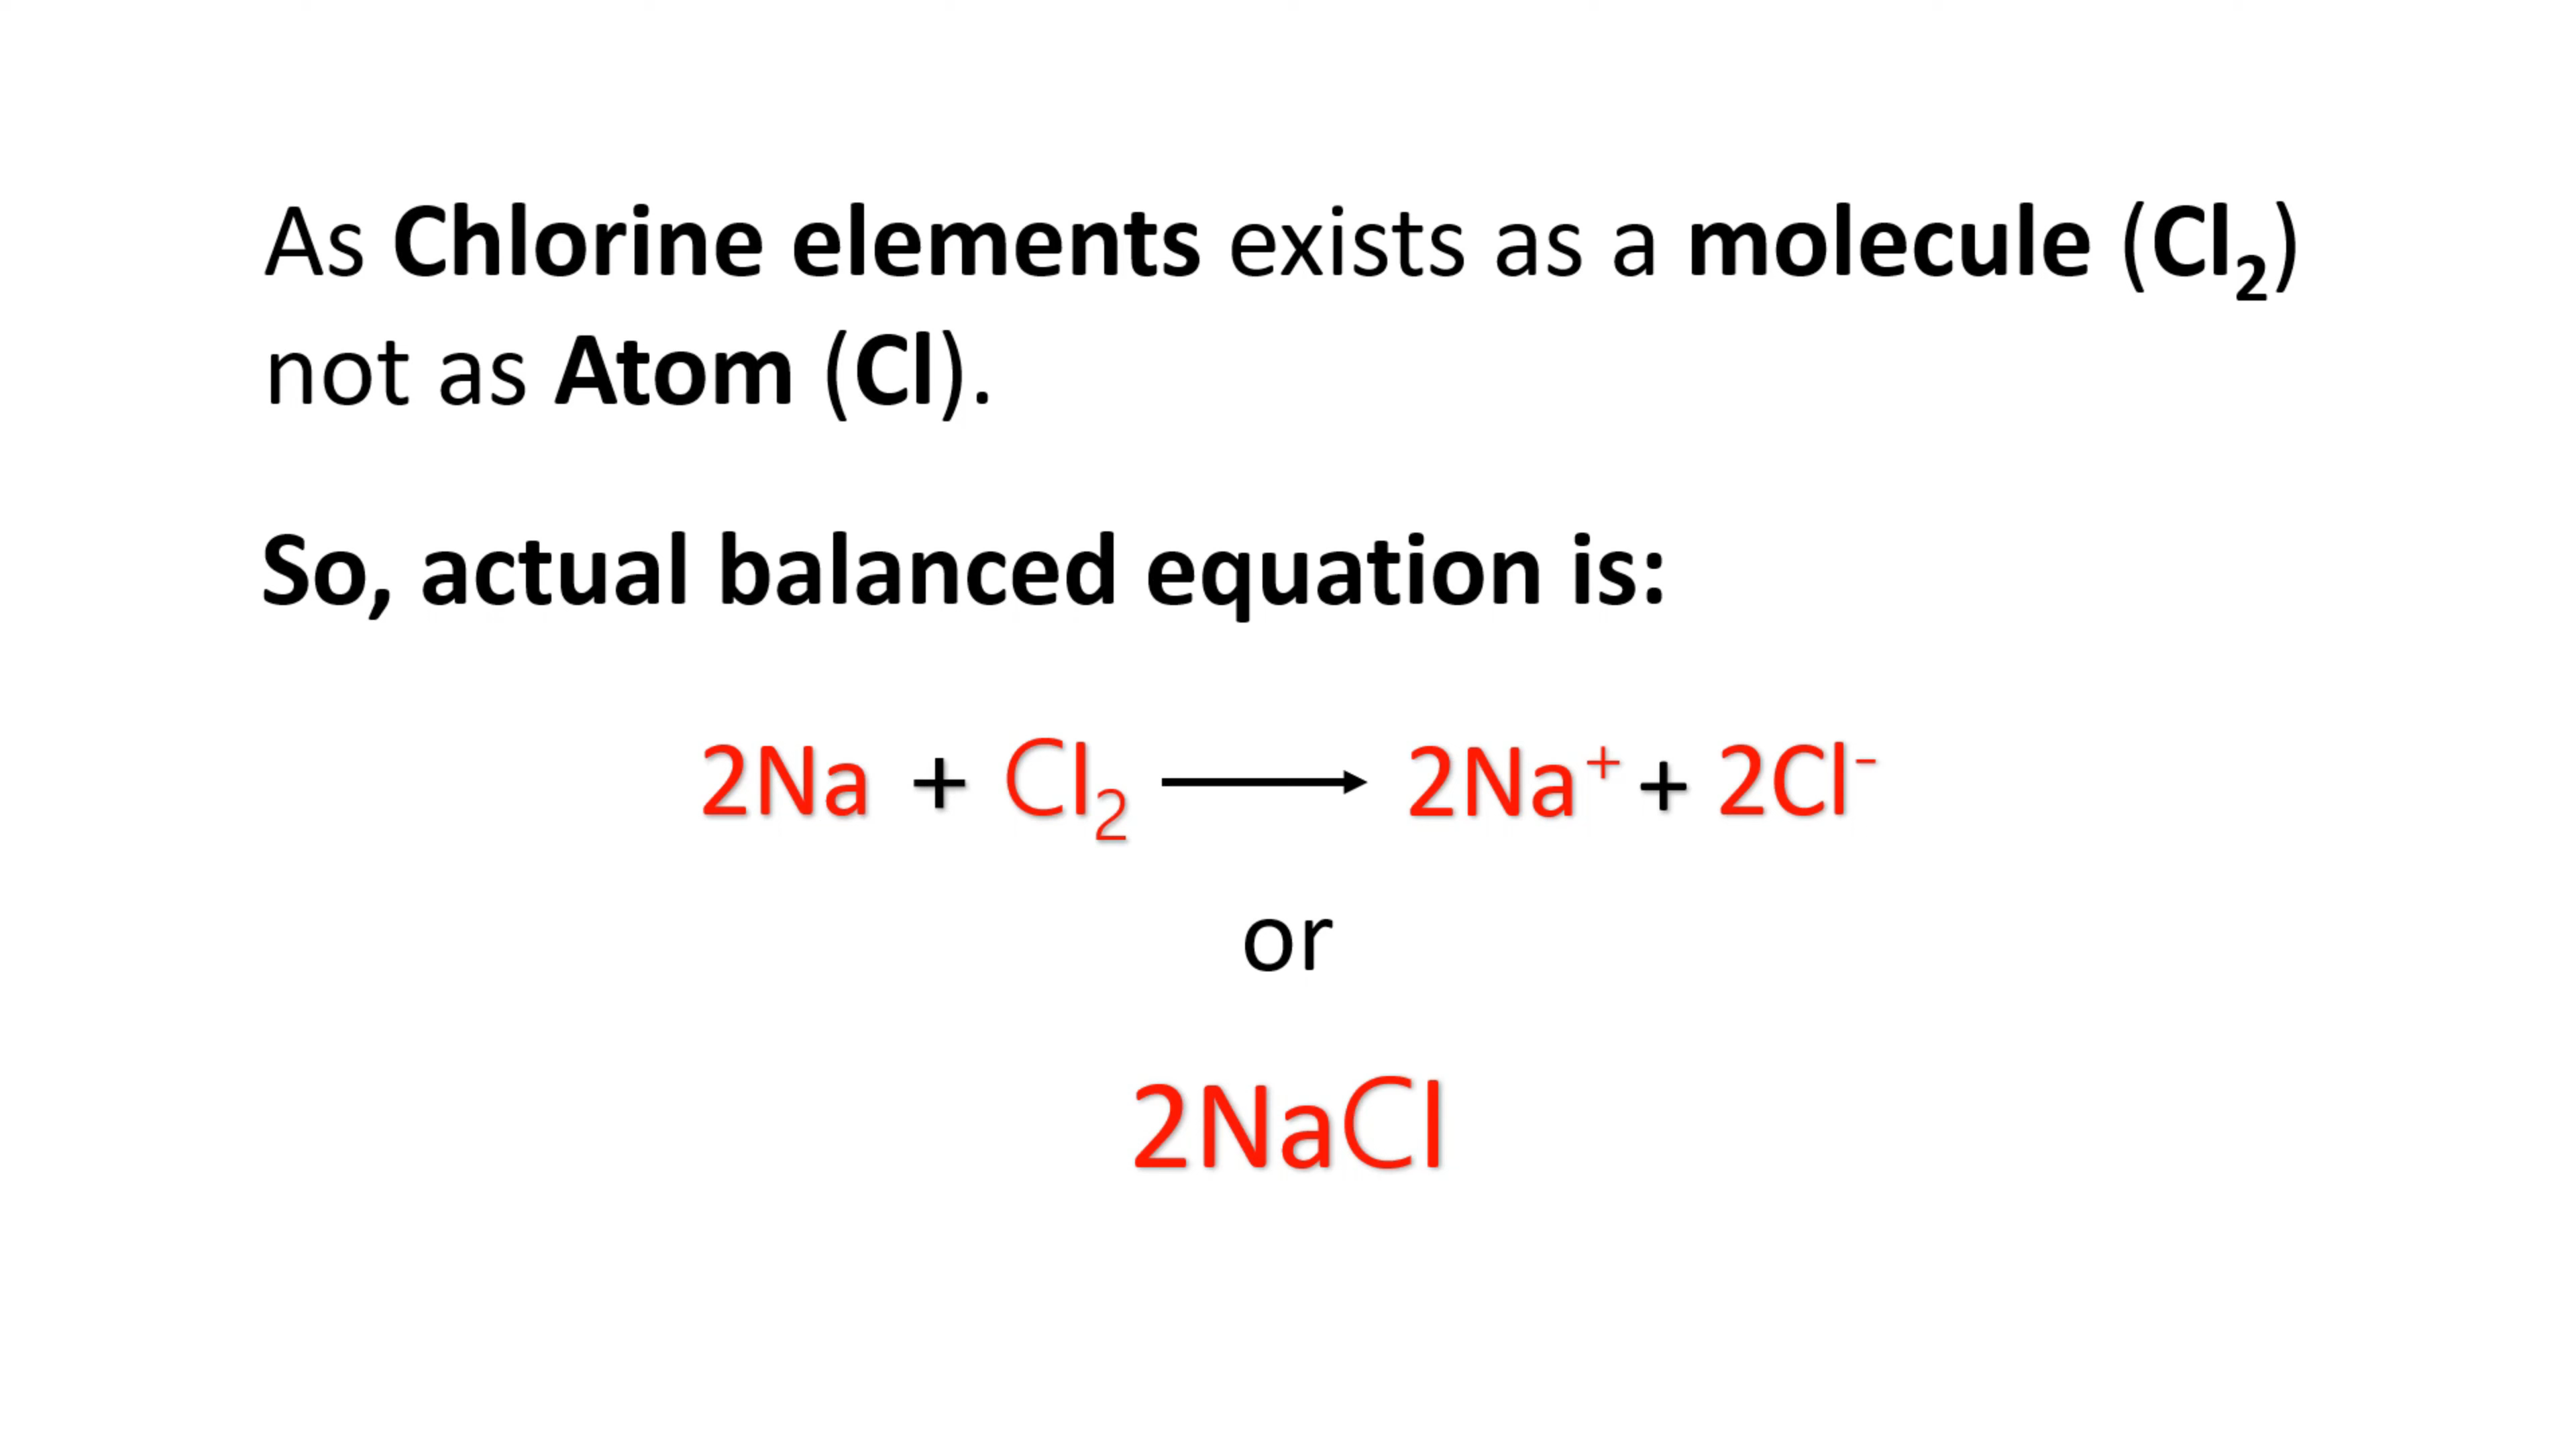 As Chlorine elements exists as a molecule (Cl₂)
not as Atom (Cl).
So, actual balanced equation is:
2Na + Cl₂ ⟶ 2Na⁺ + 2Cl⁻
or
2NaCl